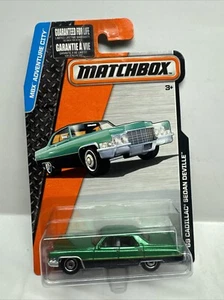 GUARANTEED FOR LIFE
GARANTIE À VIE
MBX ADVENTURE CITY
MATCHBOX
3+
'69 CADILLAC SEDAN DEVILLE